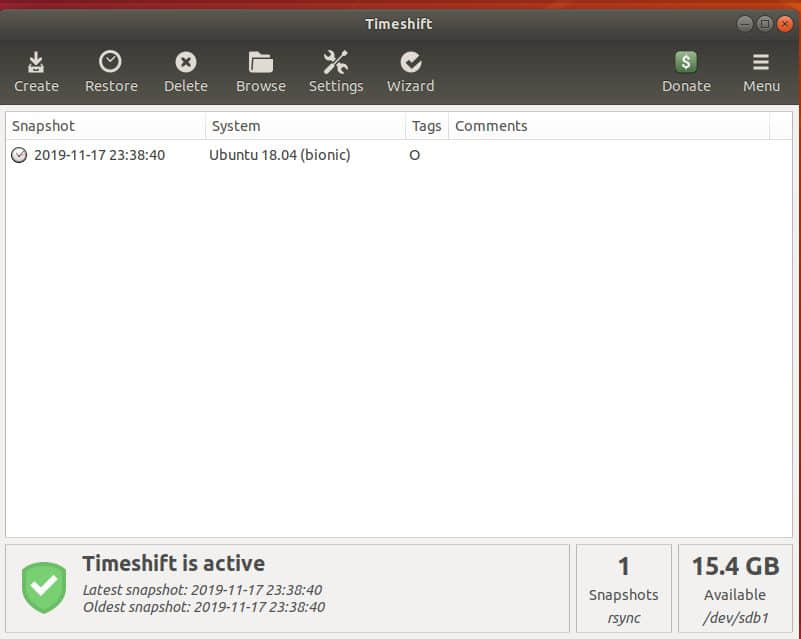 Timeshift
Create Restore Delete Browse Settings Wizard Donate Menu
Snapshot System Tags Comments
2019-11-17 23:38:40 Ubuntu 18.04 (bionic) O
Timeshift is active
Latest snapshot: 2019-11-17 23:38:40
Oldest snapshot: 2019-11-17 23:38:40
1
Snapshots
rsync
15.4 GB
Available
/dev/sdb1